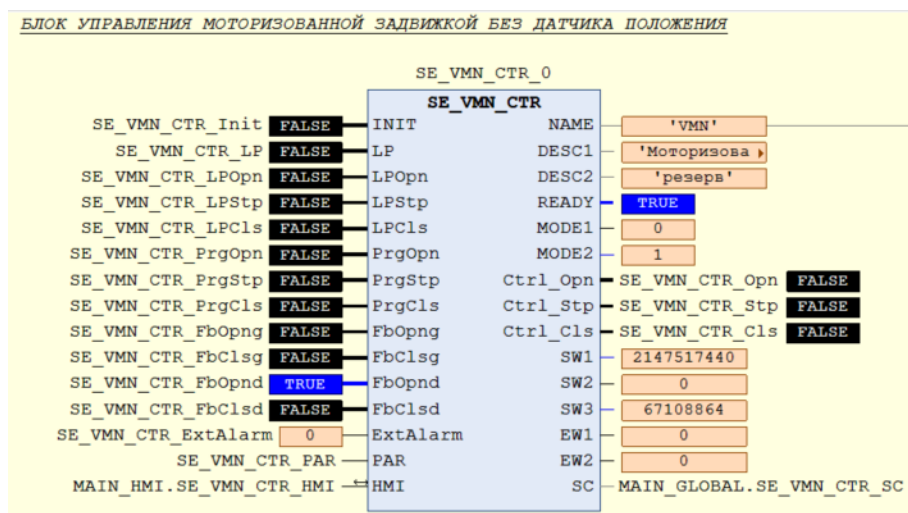 БЛОК УПРАВЛЕНИЯ МОТОРИЗОВАННОЙ ЗАДВИЖКОЙ БЕЗ ДАТЧИКА ПОЛОЖЕНИЯ
SE_VMN_CTR_0
SE_VMN_CTR
SE_VMN_CTR_Init FALSE INIT NAME 'VMN'
SE_VMN_CTR_LP FALSE LP DESC1 'Моторизова
SE_VMN_CTR_LPOpn FALSE LPOpn DESC2 'резерв'
SE_VMN_CTR_LPStp FALSE LPStp READY TRUE
SE_VMN_CTR_LPCls FALSE LPCls MODE1 0
SE_VMN_CTR_PrgOpn FALSE PrgOpn MODE2 1
SE_VMN_CTR_PrgStp FALSE PrgStp Ctrl_Opn SE_VMN_CTR_Opn FALSE
SE_VMN_CTR_PrgCls FALSE PrgCls Ctrl_Stp SE_VMN_CTR_Stp FALSE
SE_VMN_CTR_FbOpng FALSE FbOpng Ctrl_Cls SE_VMN_CTR_Cls FALSE
SE_VMN_CTR_FbClsg FALSE FbClsg SW1 2147517440
SE_VMN_CTR_FbOpnd TRUE FbOpnd SW2 0
SE_VMN_CTR_FbClsd FALSE FbClsd SW3 67108864
SE_VMN_CTR_ExtAlarm 0 ExtAlarm EW1 0
SE_VMN_CTR_PAR PAR EW2 0
MAIN_HMI.SE_VMN_CTR_HMI HMI SC MAIN_GLOBAL.SE_VMN_CTR_SC